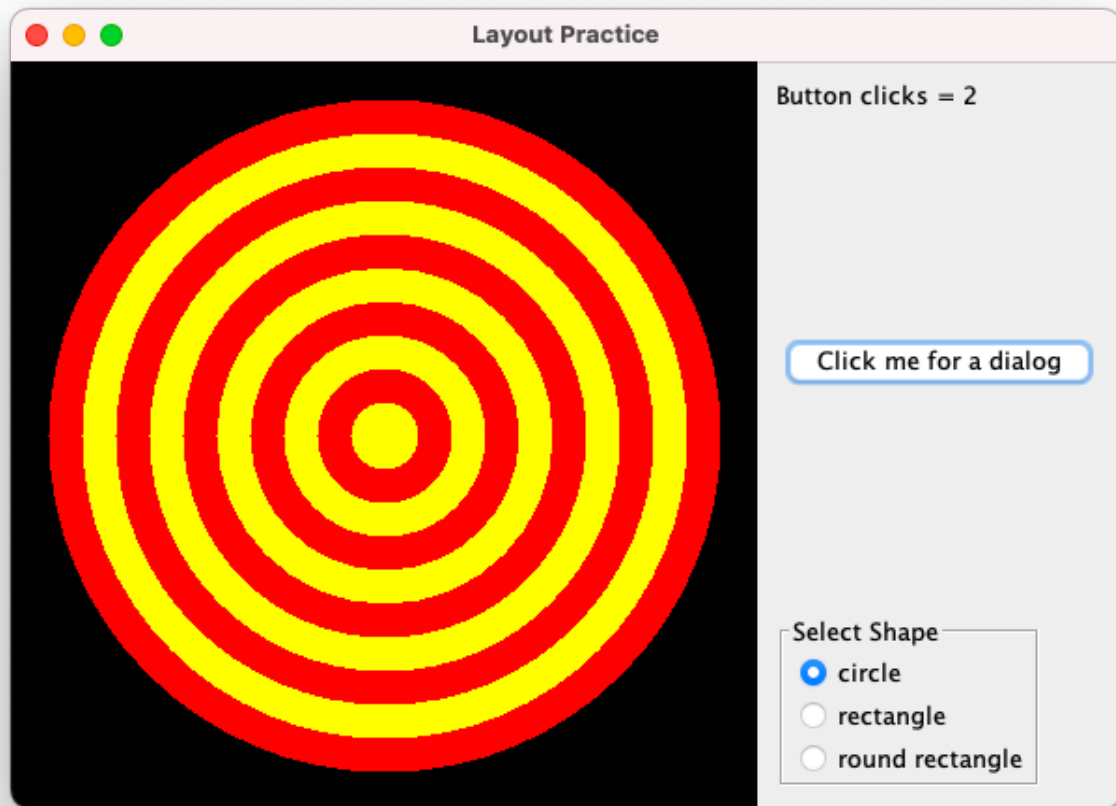 Layout Practice
Button clicks = 2
Click me for a dialog
Select Shape
circle
rectangle
round rectangle